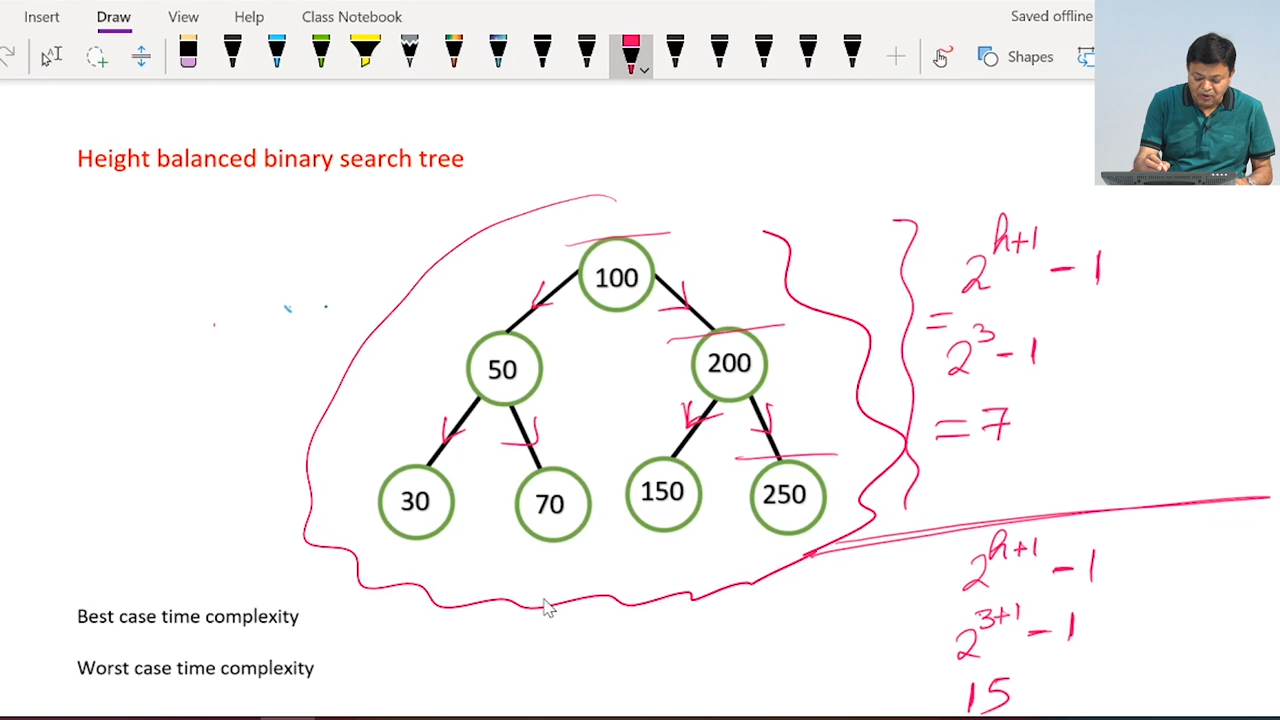 Insert Draw View Help Class Notebook Saved offline
Shapes
Height balanced binary search tree
100
50 200
30 70 150 250
2^{h+1} - 1
=
2^3 - 1
= 7
2^{h+1} - 1
2^{3+1} - 1
15
Best case time complexity
Worst case time complexity